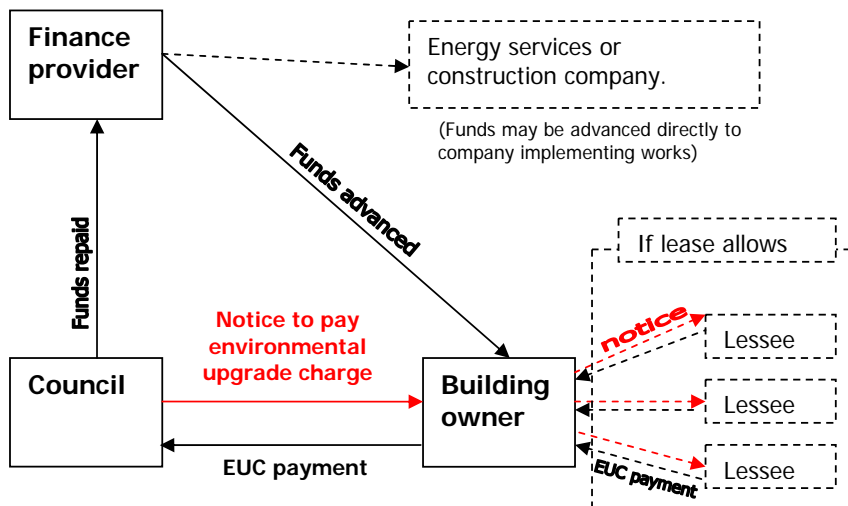 Finance
provider
Energy services or
construction company.
(Funds may be advanced directly to
company implementing works)
Funds advanced
Funds repaid
If lease allows
Notice to pay
environmental
upgrade charge
notice
Lessee
Council
Building
owner
Lessee
EUC payment
EUC payment
Lessee